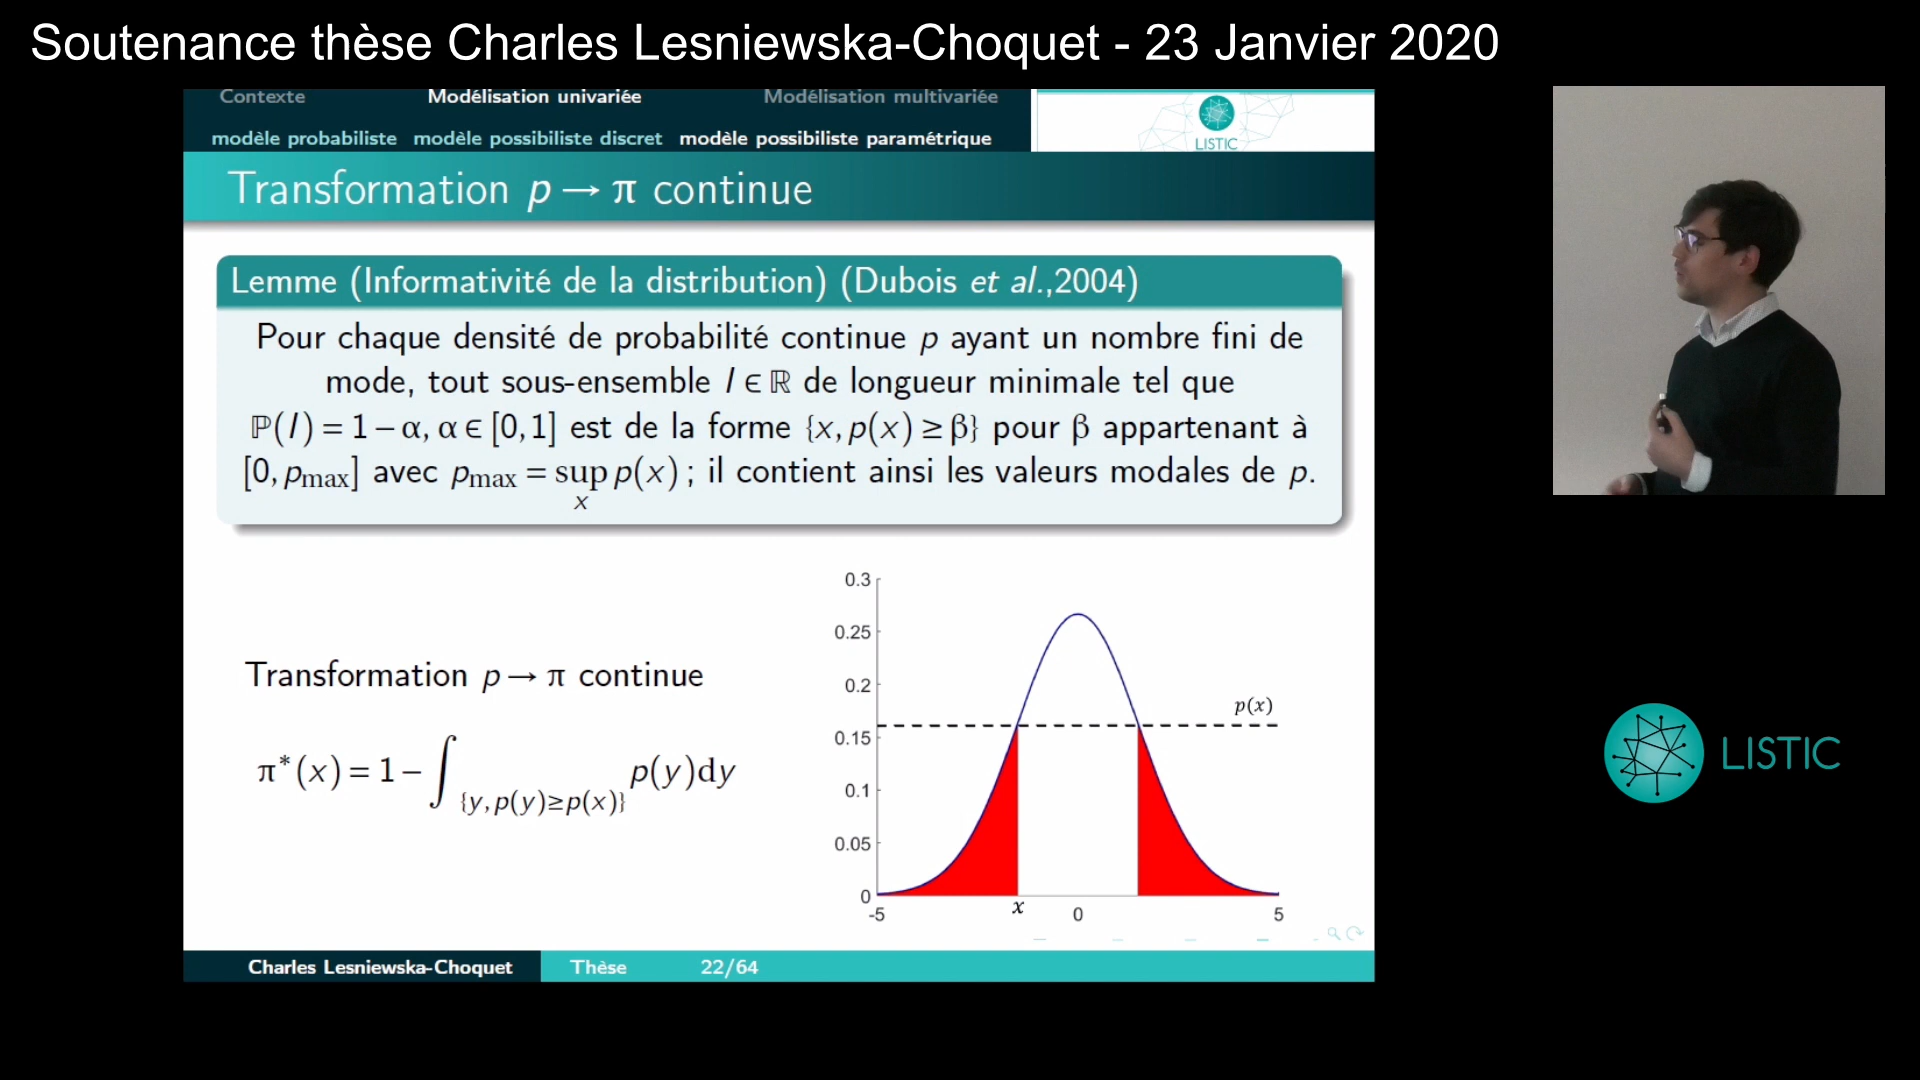 Soutenance thèse Charles Lesniewska-Choquet - 23 Janvier 2020
Contexte Modélisation univariée Modélisation multivariée
modèle probabiliste modèle possibiliste discret modèle possibiliste paramétrique
LISTIC
Transformation p → π continue
Lemme (Informativité de la distribution) (Dubois et al.,2004)
Pour chaque densité de probabilité continue p ayant un nombre fini de
mode, tout sous-ensemble I ∈ ℝ de longueur minimale tel que
ℙ(I) = 1 − α, α ∈ [0,1] est de la forme {x, p(x) ≥ β} pour β appartenant à
[0, pmax] avec pmax = sup p(x) ; il contient ainsi les valeurs modales de p.
x
Transformation p → π continue
π*(x) = 1 − ∫{y,p(y)≥p(x)} p(y)dy
0.3
0.25
0.2
p(x)
0.15
0.1
0.05
0
-5 x 0 5
LISTIC
Charles Lesniewska-Choquet Thèse 22/64